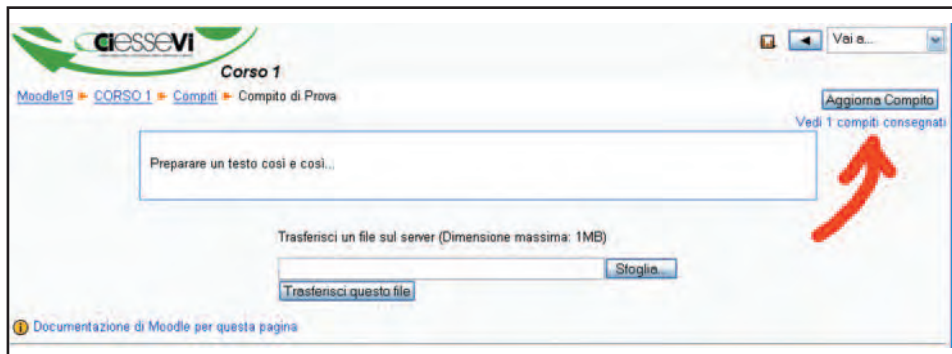 CiesseVi
Vai a...
Corso 1
Moodle19 ► CORSO 1 ► Compiti ► Compito di Prova
Aggiorna Compito
Vedi 1 compiti consegnati
Preparare un testo così e così...
Trasferisci un file sul server (Dimensione massima: 1MB)
Sfoglia...
Trasferisci questo file
Documentazione di Moodle per questa pagina